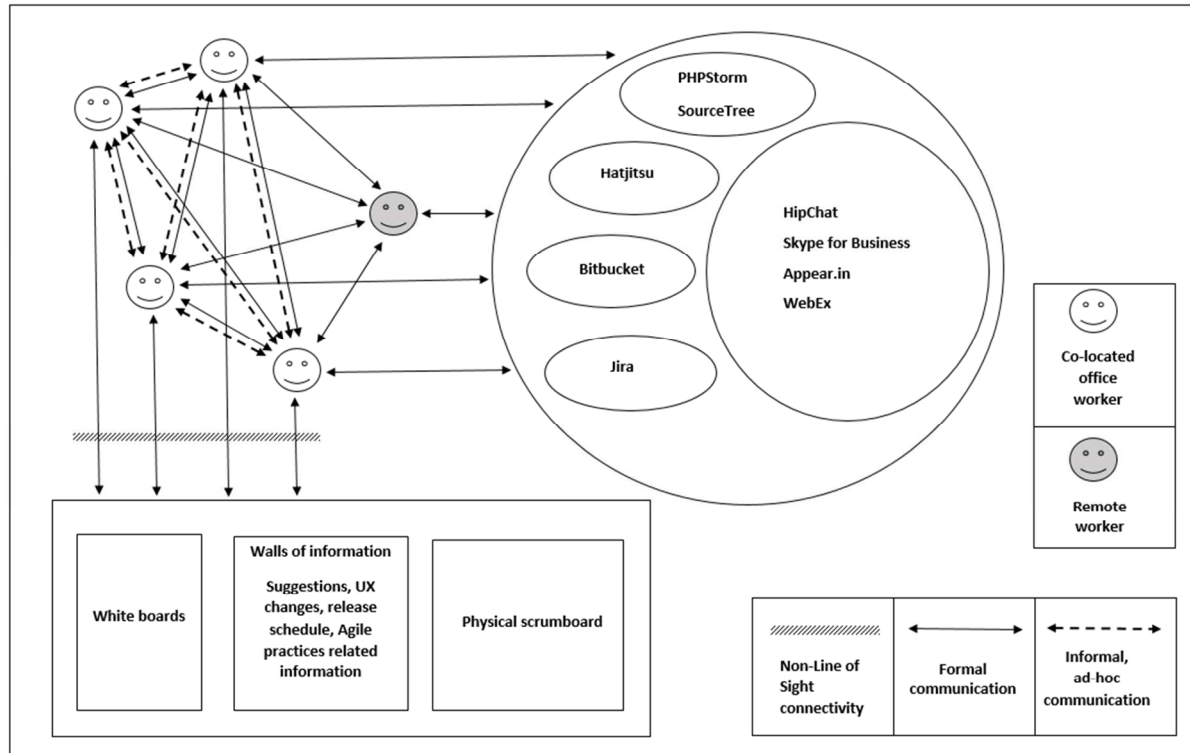 PHPStorm
SourceTree
Hatjitsu
HipChat
Skype for Business
Bitbucket
Appear.in
WebEx
Jira
Co-located
office
worker
Remote
worker
White boards
Walls of information
Suggestions, UX
changes, release
schedule, Agile
practices related
information
Physical scrumboard
Non-Line of
Sight
connectivity
Formal
communication
Informal,
ad-hoc
communication